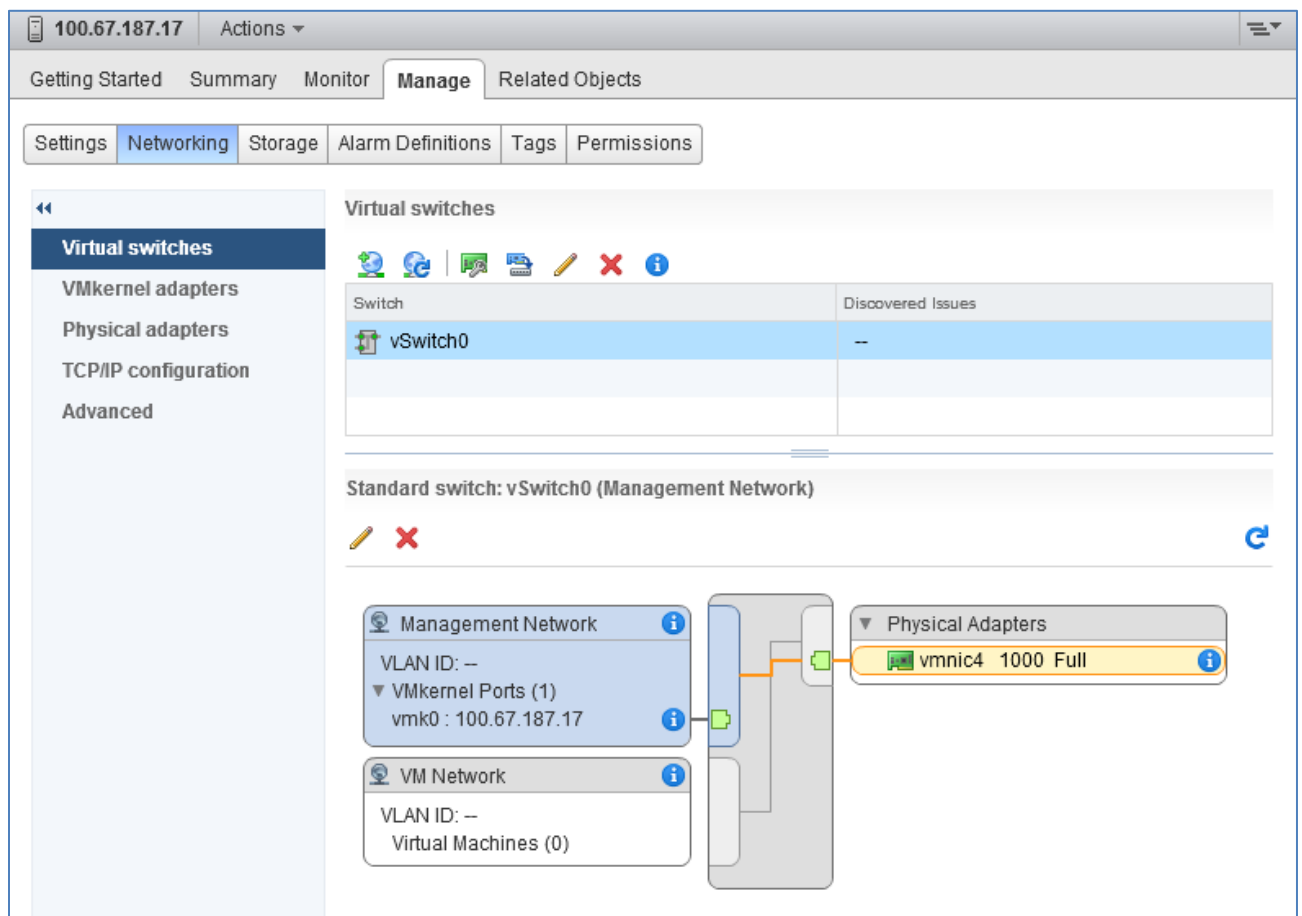 100.67.187.17 Actions
Getting Started Summary Monitor Manage Related Objects
Settings Networking Storage Alarm Definitions Tags Permissions
Virtual switches
VMkernel adapters
Physical adapters
TCP/IP configuration
Advanced
Virtual switches
Switch Discovered Issues
vSwitch0 --
Standard switch: vSwitch0 (Management Network)
Management Network
VLAN ID: --
VMkernel Ports (1)
vmk0 : 100.67.187.17
VM Network
VLAN ID: --
Virtual Machines (0)
Physical Adapters
vmnic4 1000 Full